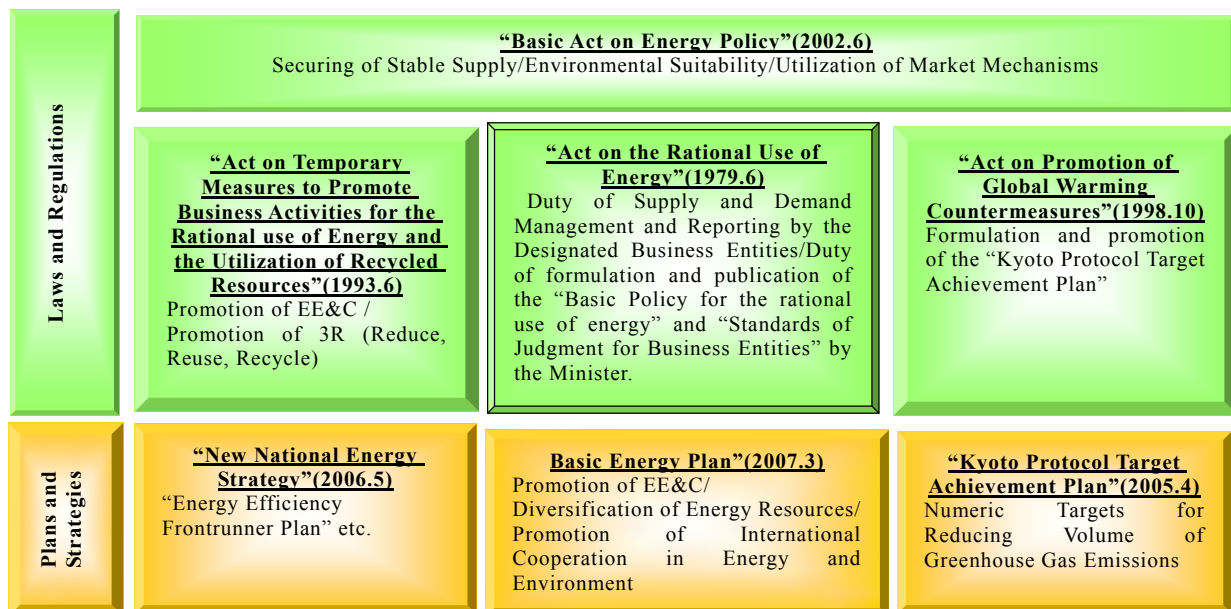 Laws and Regulations
“Basic Act on Energy Policy”(2002.6)
Securing of Stable Supply/Environmental Suitability/Utilization of Market Mechanisms
“Act on Temporary
Measures to Promote
Business Activities for the
Rational use of Energy and
the Utilization of Recycled
Resources”(1993.6)
Promotion of EE&C /
Promotion of 3R (Reduce,
Reuse, Recycle)
“Act on the Rational Use of
Energy”(1979.6)
Duty of Supply and Demand
Management and Reporting by the
Designated Business Entities/Duty
of formulation and publication of
the “Basic Policy for the rational
use of energy” and “Standards of
Judgment for Business Entities” by
the Minister.
“Act on Promotion of
Global Warming
Countermeasures”(1998.10)
Formulation and promotion
of the “Kyoto Protocol Target
Achievement Plan”
Plans and
Strategies
“New National Energy
Strategy”(2006.5)
“Energy Efficiency
Frontrunner Plan” etc.
Basic Energy Plan”(2007.3)
Promotion of EE&C/
Diversification of Energy Resources/
Promotion of International
Cooperation in Energy and
Environment
“Kyoto Protocol Target
Achievement Plan”(2005.4)
Numeric Targets for
Reducing Volume of
Greenhouse Gas Emissions